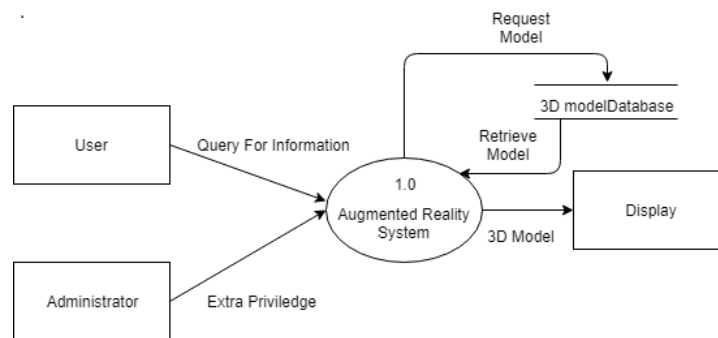 Request
Model
3D modelDatabase
User
Query For Information
Retrieve
Model
1.0
Augmented Reality
System
3D Model
Display
Administrator
Extra Priviledge